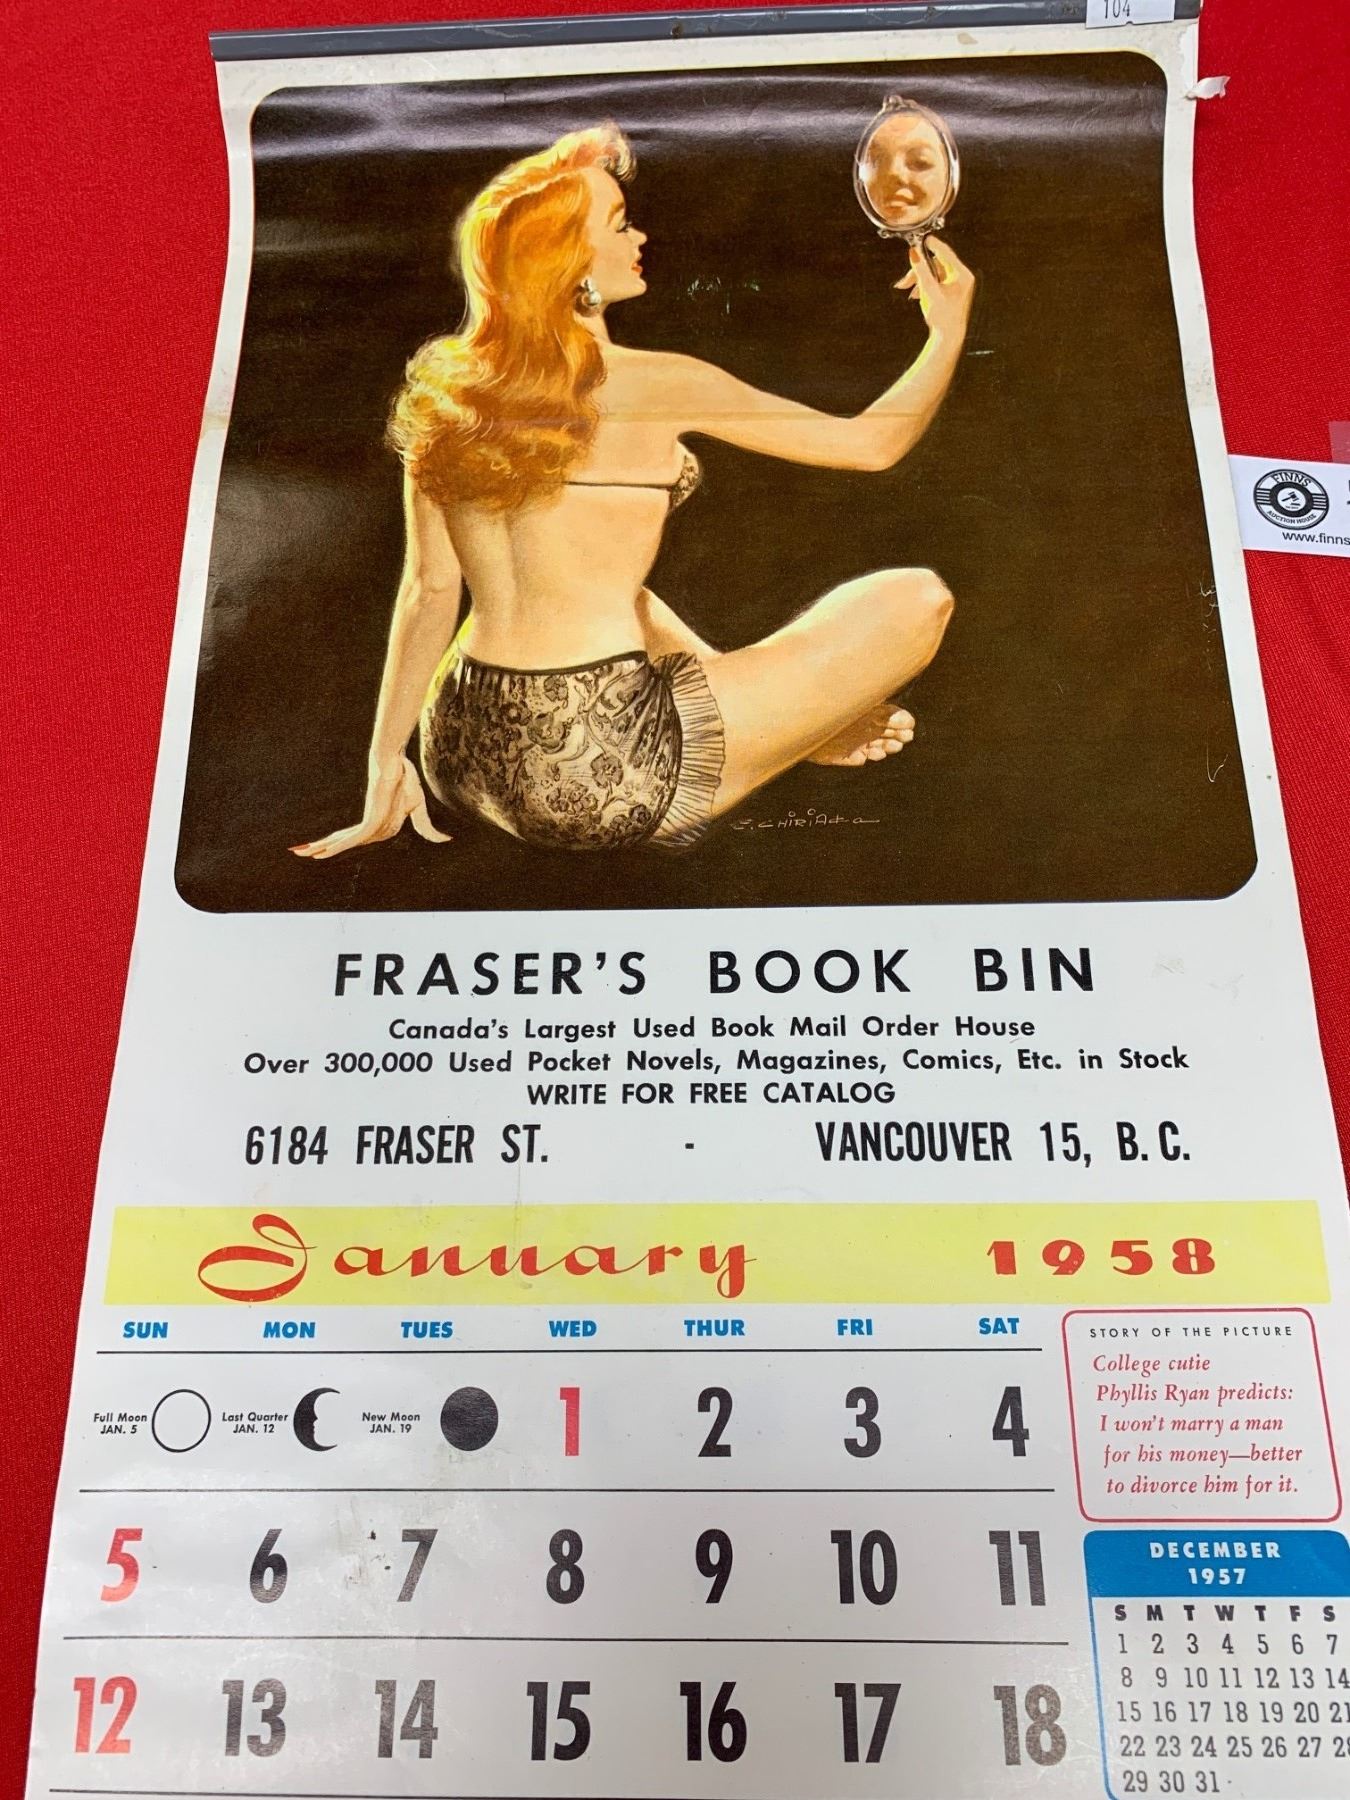 104
FINNS
AUCTION HOUSE
www.finns
E. CHIRIAKA
FRASER'S BOOK BIN
Canada's Largest Used Book Mail Order House
Over 300,000 Used Pocket Novels, Magazines, Comics, Etc. in Stock
WRITE FOR FREE CATALOG
6184 FRASER ST. - VANCOUVER 15, B. C.
January 1958
SUN MON TUES WED THUR FRI SAT
Full Moon JAN. 5
Last Quarter JAN. 12
New Moon JAN. 19
1 2 3 4
5 6 7 8 9 10 11
12 13 14 15 16 17 18
STORY OF THE PICTURE
College cutie
Phyllis Ryan predicts:
I won't marry a man
for his money—better
to divorce him for it.
DECEMBER
1957
S M T W T F S
1 2 3 4 5 6 7
8 9 10 11 12 13 14
15 16 17 18 19 20 21
22 23 24 25 26 27 28
29 30 31